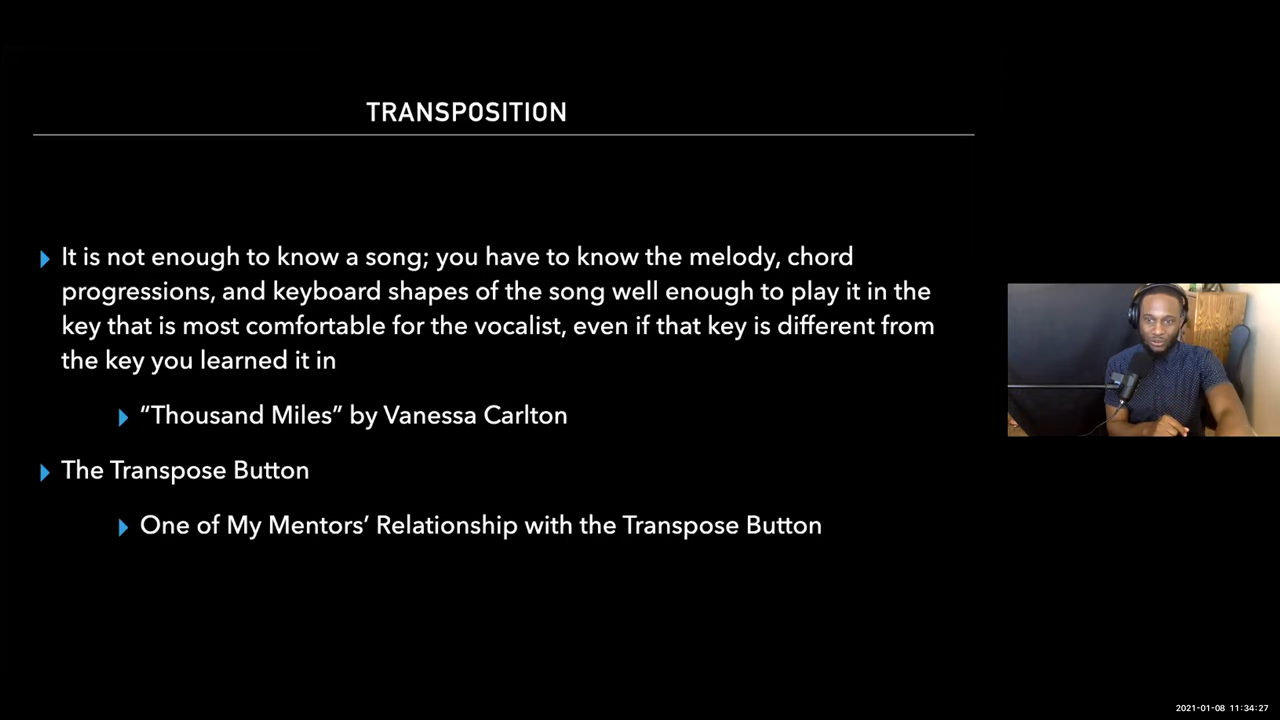 TRANSPOSITION
It is not enough to know a song; you have to know the melody, chord
progressions, and keyboard shapes of the song well enough to play it in the
key that is most comfortable for the vocalist, even if that key is different from
the key you learned it in
“Thousand Miles” by Vanessa Carlton
The Transpose Button
One of My Mentors’ Relationship with the Transpose Button
2021-01-08 11:34:27